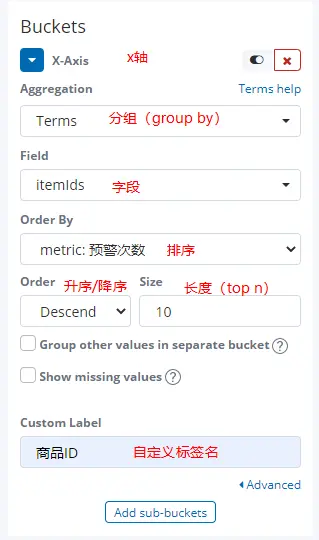 Buckets
X-Axis x轴
Aggregation Terms help
Terms 分组（group by）
Field
itemIds 字段
Order By
metric: 预警次数 排序
Order 升序/降序 Size 长度（top n）
Descend 10
Group other values in separate bucket ?
Show missing values ?
Custom Label
商品ID 自定义标签名
Advanced
Add sub-buckets